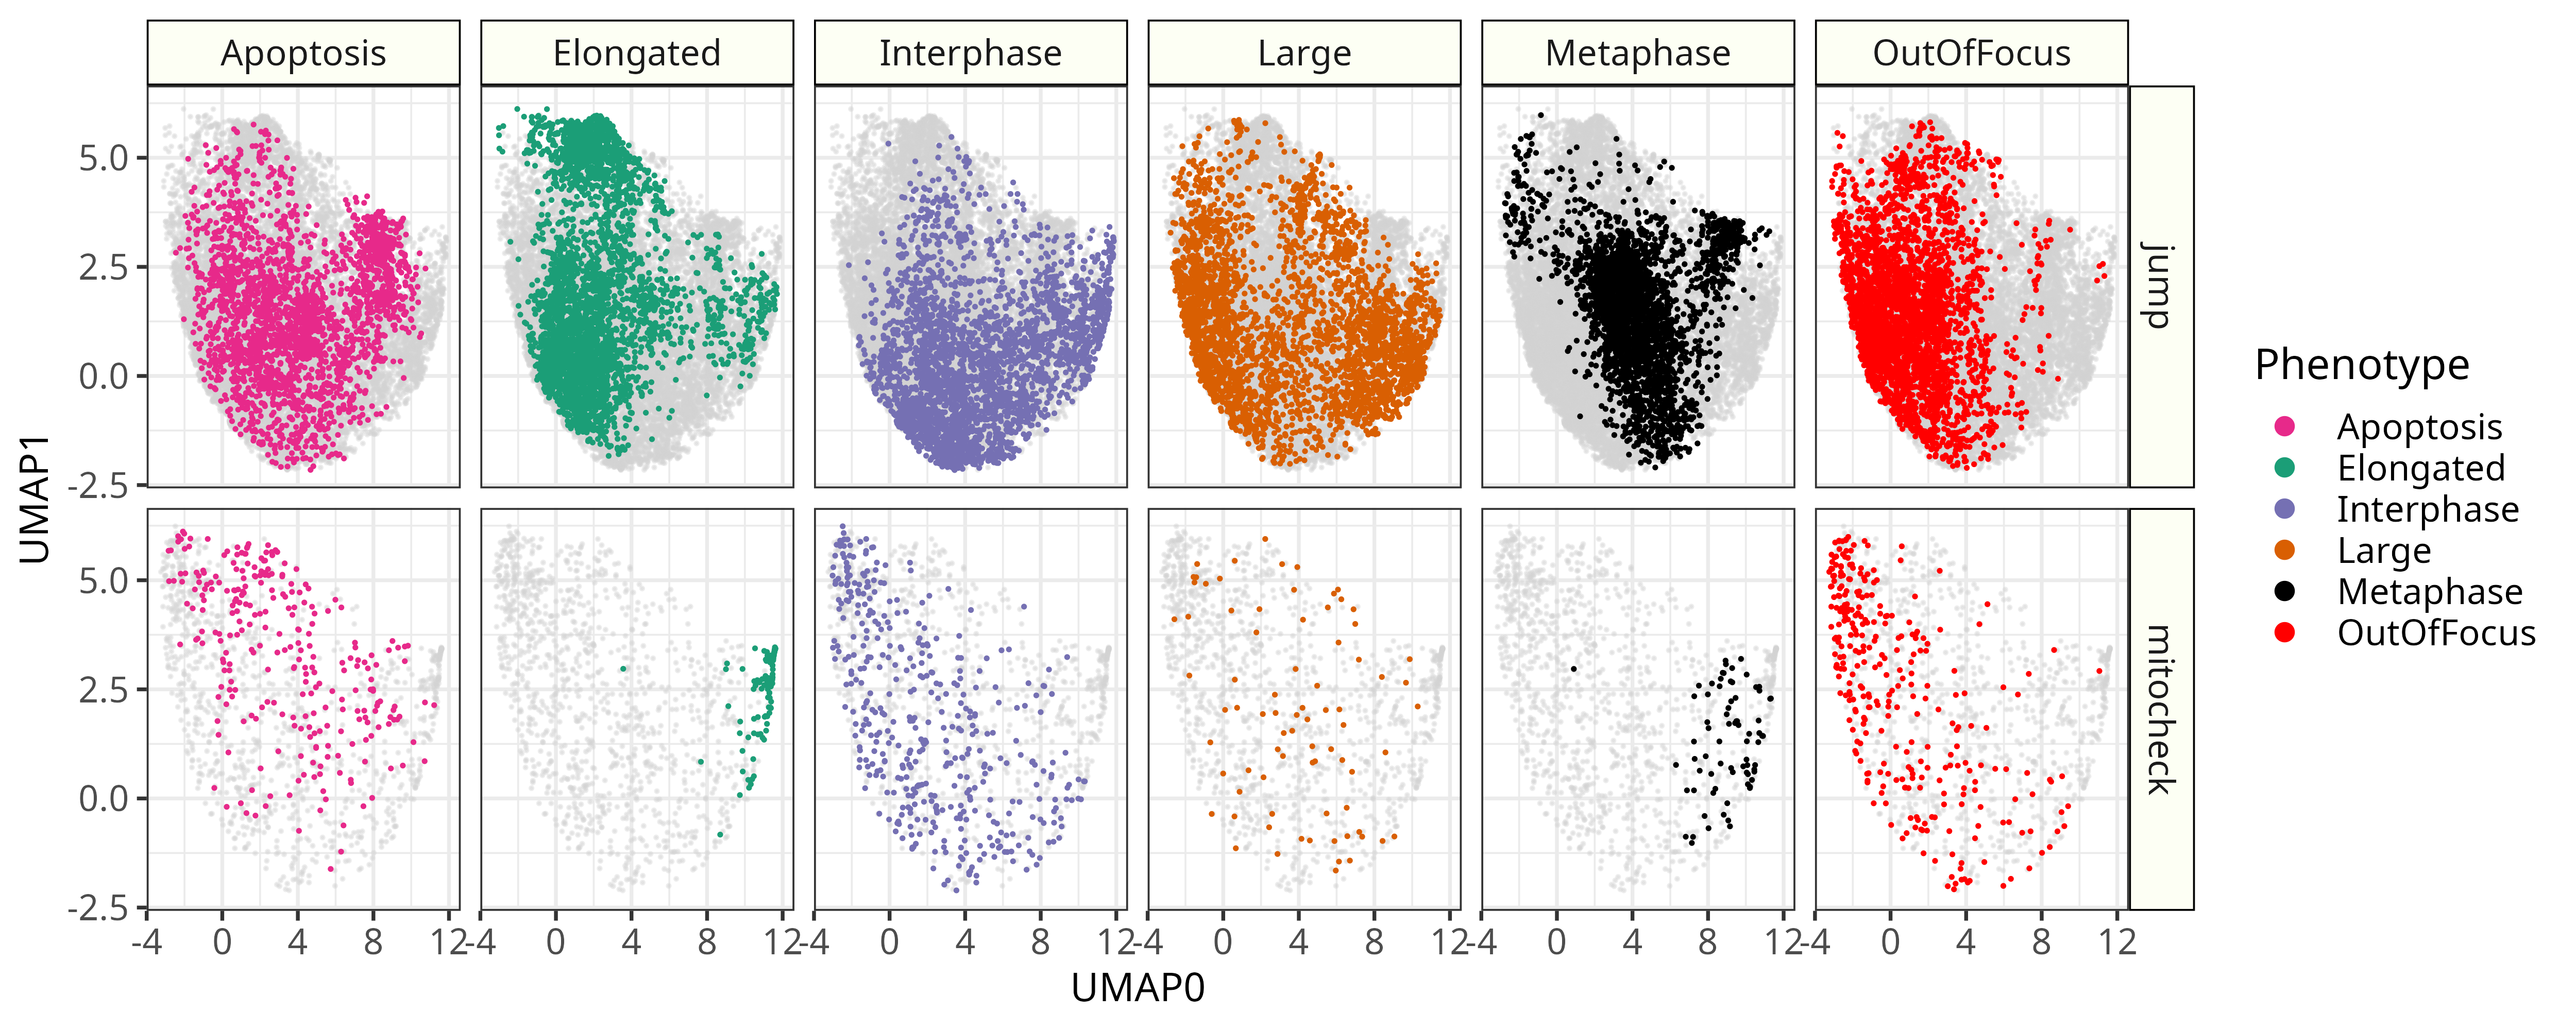 Apoptosis Elongated Interphase Large Metaphase OutOfFocus
jump
5.0
2.5
0.0
-2.5
mitocheck
5.0
2.5
0.0
-2.5
-4 0 4 8 12 -4 0 4 8 12 -4 0 4 8 12 -4 0 4 8 12 -4 0 4 8 12 -4 0 4 8 12
UMAP0
UMAP1
Phenotype
Apoptosis
Elongated
Interphase
Large
Metaphase
OutOfFocus